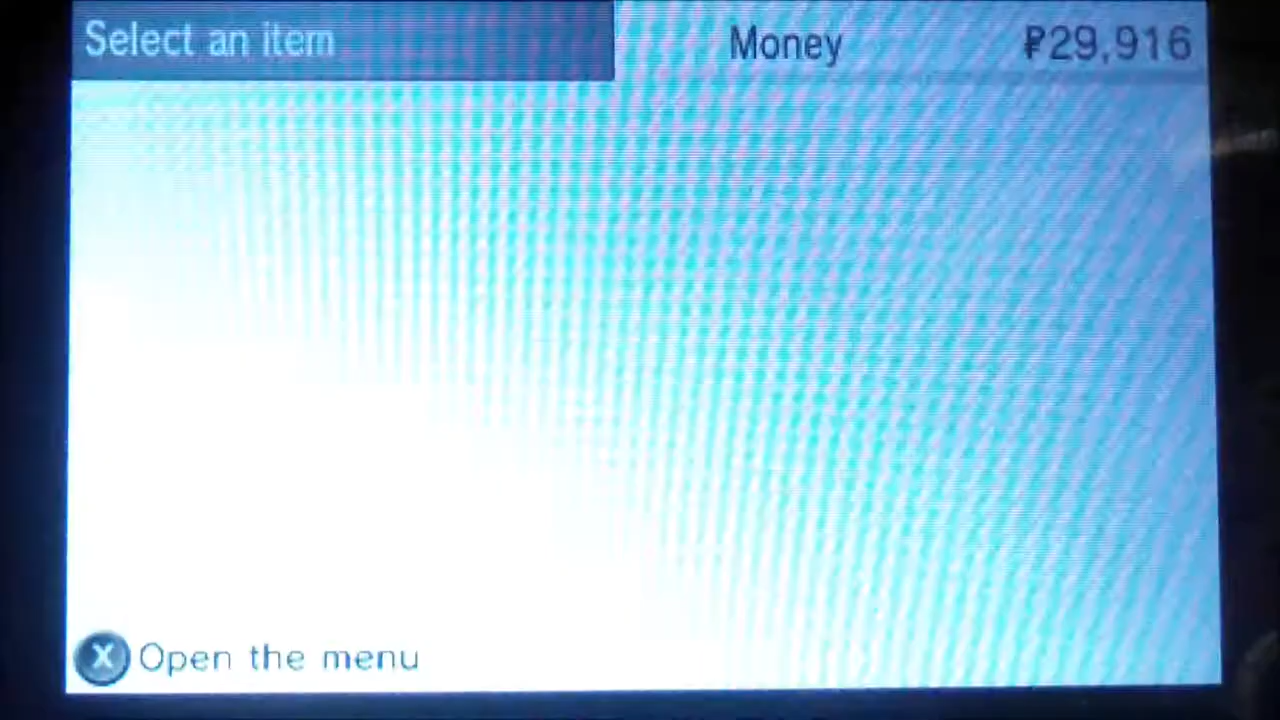 Select an item
Money ₽29,916
X Open the menu